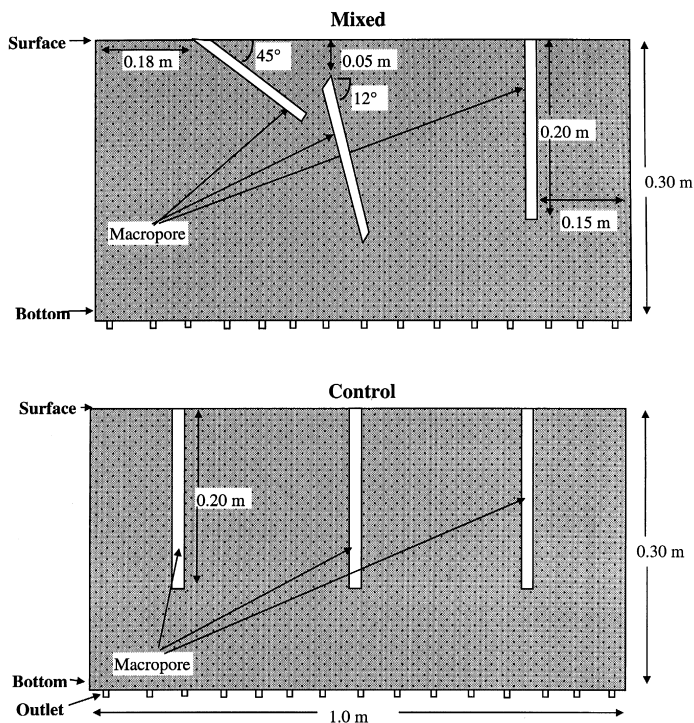 Mixed
Surface
0.18 m
45°
0.05 m
12°
0.20 m
0.30 m
0.15 m
Macropore
Bottom
Control
Surface
0.20 m
0.30 m
Macropore
Bottom
Outlet
1.0 m